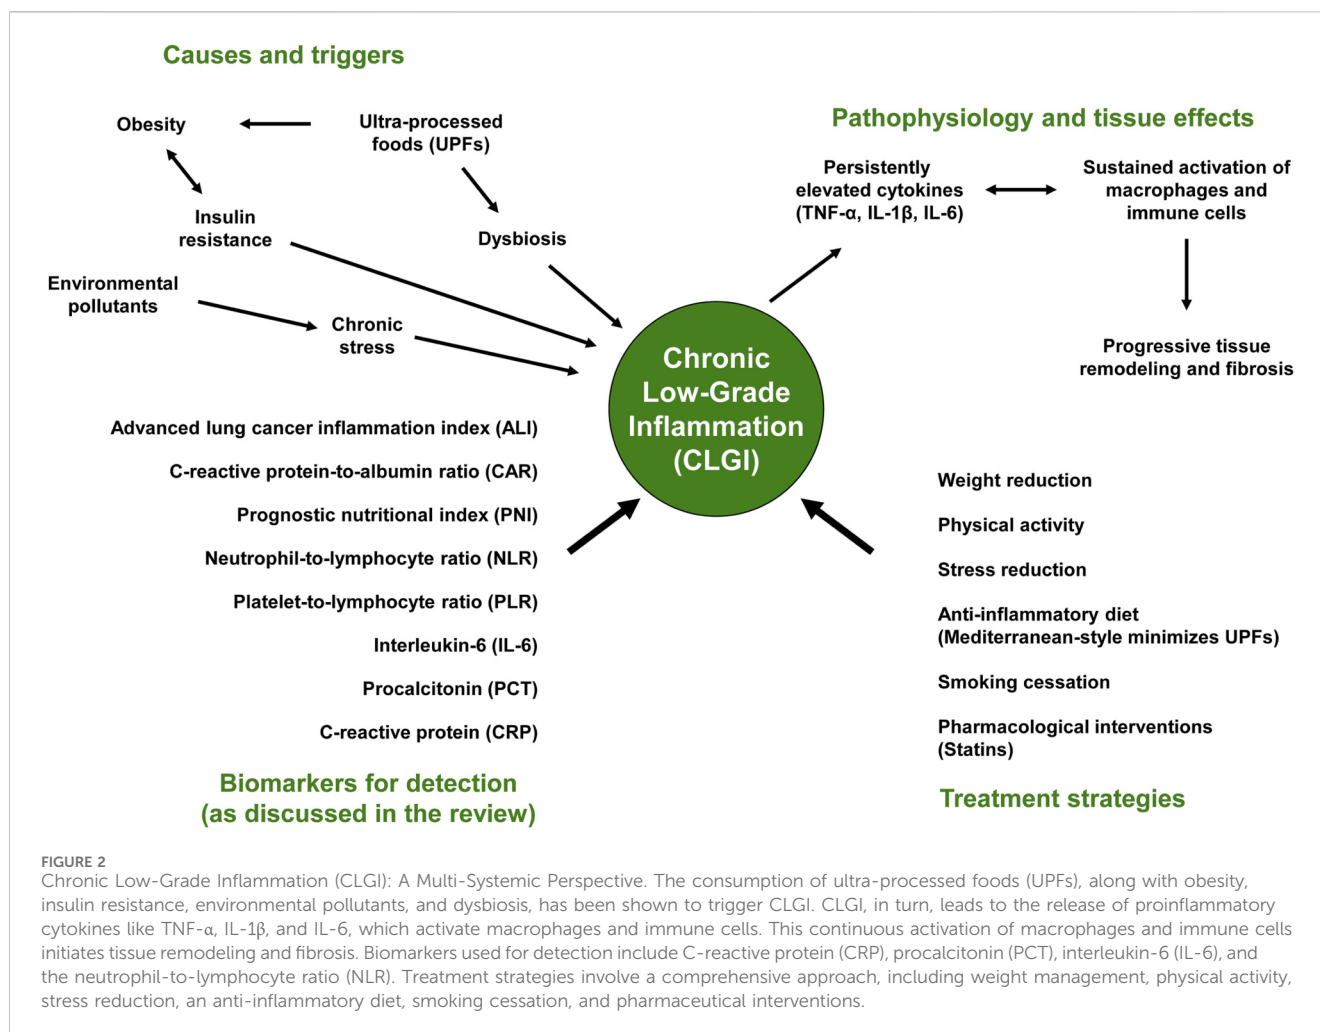 Causes and triggers
Obesity
Ultra-processed
foods (UPFs)
Insulin
resistance
Dysbiosis
Environmental
pollutants
Chronic
stress
Pathophysiology and tissue effects
Persistently
elevated cytokines
(TNF-α, IL-1β, IL-6)
Sustained activation of
macrophages and
immune cells
Progressive tissue
remodeling and fibrosis
Chronic
Low-Grade
Inflammation
(CLGI)
Advanced lung cancer inflammation index (ALI)
C-reactive protein-to-albumin ratio (CAR)
Prognostic nutritional index (PNI)
Neutrophil-to-lymphocyte ratio (NLR)
Platelet-to-lymphocyte ratio (PLR)
Interleukin-6 (IL-6)
Procalcitonin (PCT)
C-reactive protein (CRP)
Biomarkers for detection
(as discussed in the review)
Weight reduction
Physical activity
Stress reduction
Anti-inflammatory diet
(Mediterranean-style minimizes UPFs)
Smoking cessation
Pharmacological interventions
(Statins)
Treatment strategies
FIGURE 2
Chronic Low-Grade Inflammation (CLGI): A Multi-Systemic Perspective. The consumption of ultra-processed foods (UPFs), along with obesity,
insulin resistance, environmental pollutants, and dysbiosis, has been shown to trigger CLGI. CLGI, in turn, leads to the release of proinflammatory
cytokines like TNF-α, IL-1β, and IL-6, which activate macrophages and immune cells. This continuous activation of macrophages and immune cells
initiates tissue remodeling and fibrosis. Biomarkers used for detection include C-reactive protein (CRP), procalcitonin (PCT), interleukin-6 (IL-6), and
the neutrophil-to-lymphocyte ratio (NLR). Treatment strategies involve a comprehensive approach, including weight management, physical activity,
stress reduction, an anti-inflammatory diet, smoking cessation, and pharmaceutical interventions.